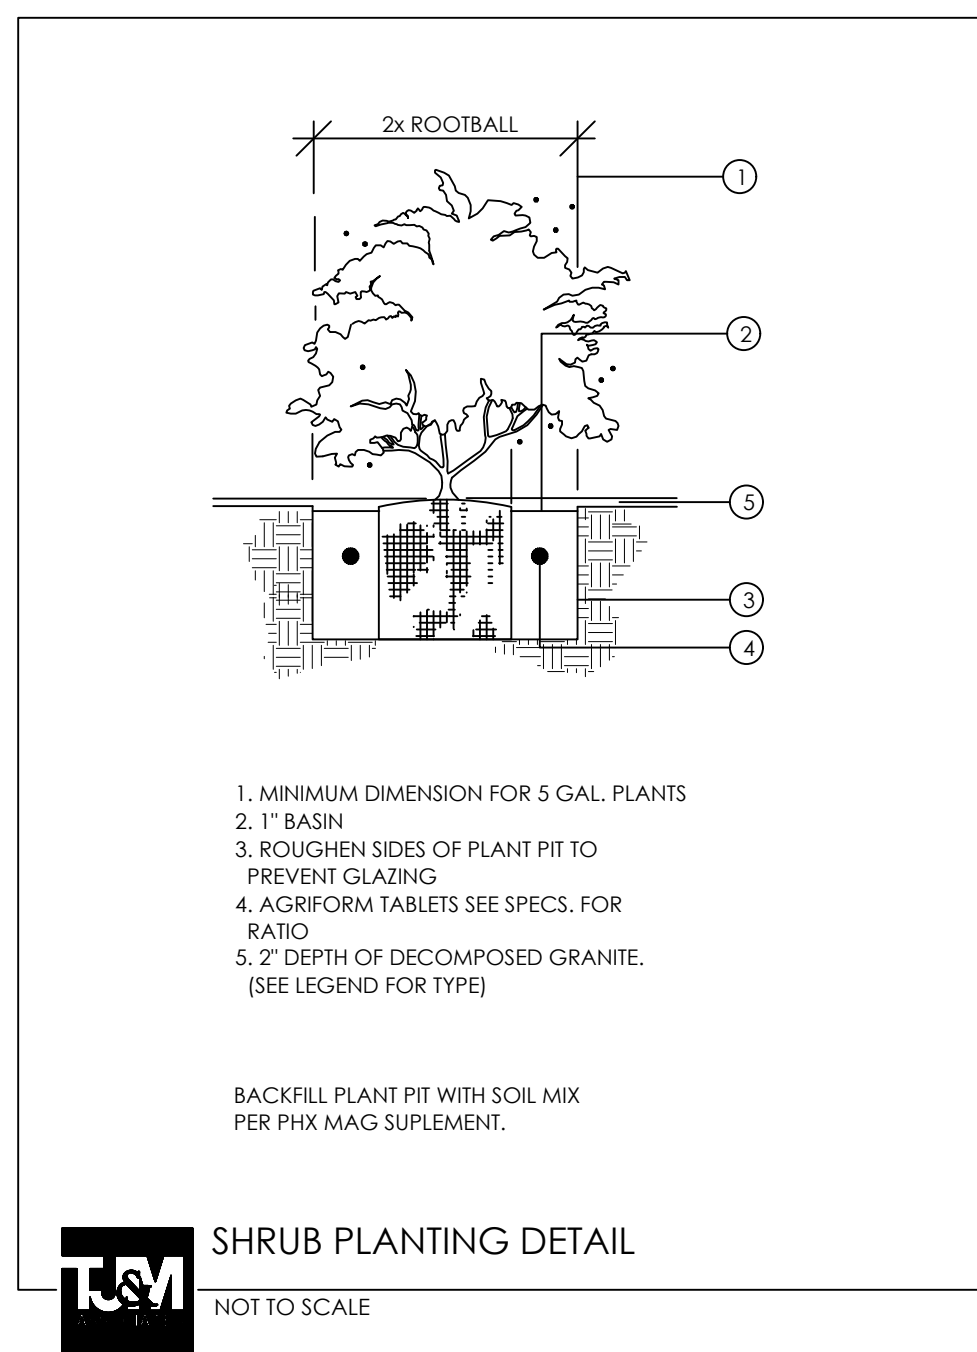 2x ROOTBALL
1
2
5
3
4
1. MINIMUM DIMENSION FOR 5 GAL. PLANTS
2. 1" BASIN
3. ROUGHEN SIDES OF PLANT PIT TO
PREVENT GLAZING
4. AGRIFORM TABLETS SEE SPECS. FOR
RATIO
5. 2" DEPTH OF DECOMPOSED GRANITE.
(SEE LEGEND FOR TYPE)
BACKFILL PLANT PIT WITH SOIL MIX
PER PHX MAG SUPLEMENT.
SHRUB PLANTING DETAIL
TJ&M
NOT TO SCALE